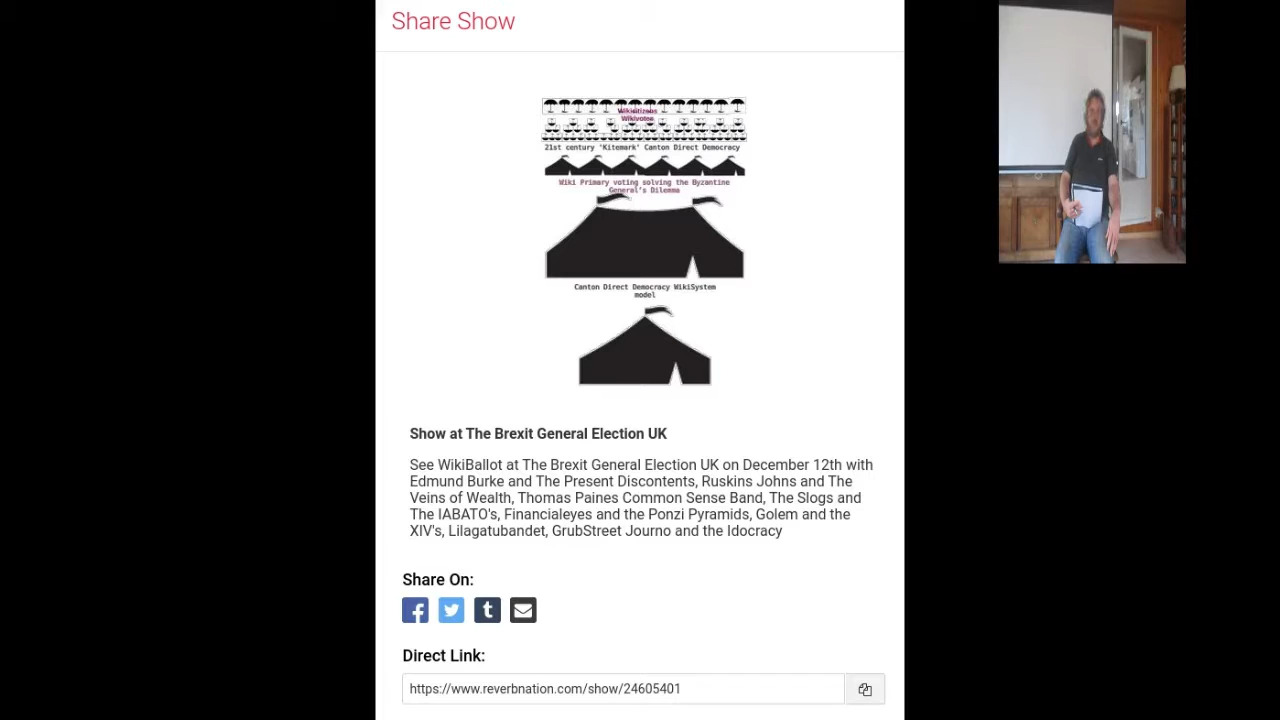 Share Show
Wikicitizens
Wikivotes
21st century 'Kitemark' Canton Direct Democracy
Wiki Primary voting solving the Byzantine
General's Dilemma
Canton Direct Democracy WikiSystem
model
Show at The Brexit General Election UK
See WikiBallot at The Brexit General Election UK on December 12th with
Edmund Burke and The Present Discontents, Ruskins Johns and The
Veins of Wealth, Thomas Paines Common Sense Band, The Slogs and
The IABATO's, Financialeyes and the Ponzi Pyramids, Golem and the
XIV's, Lilagatubandet, GrubStreet Journo and the Idocracy
Share On:
Direct Link:
https://www.reverbnation.com/show/24605401